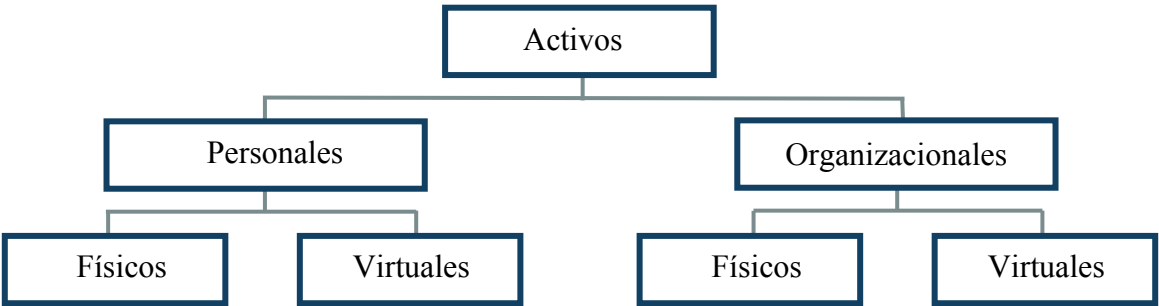 Activos
Personales
Organizacionales
Físicos
Virtuales
Físicos
Virtuales